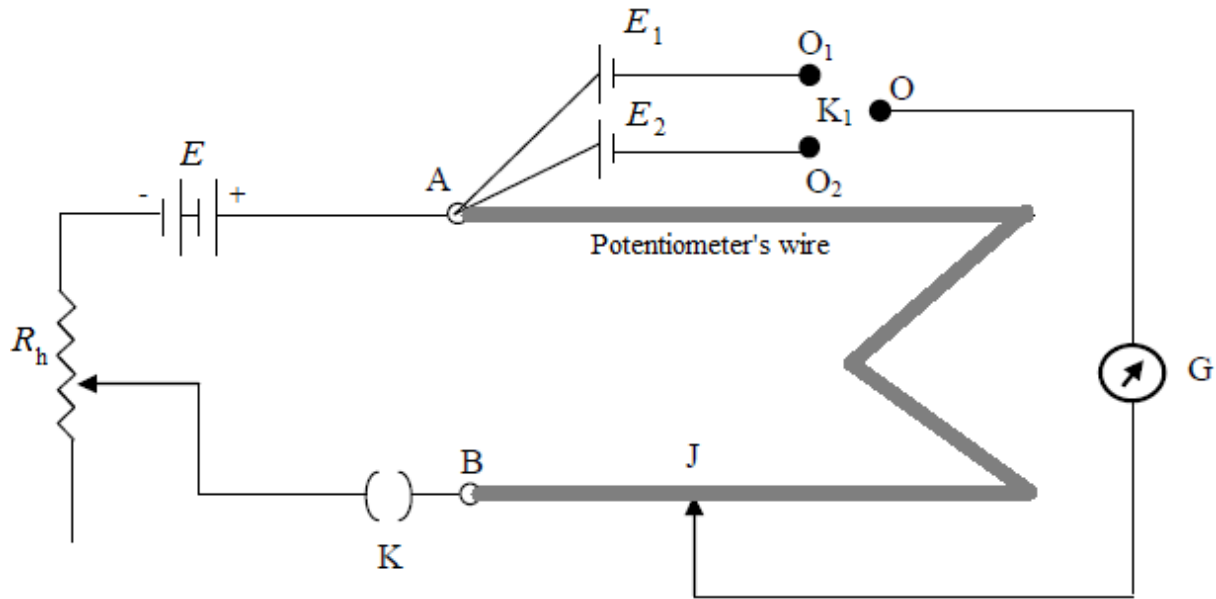 E₁
O₁
O
K₁
E₂
O₂
E
- +
A
Potentiometer's wire
Rₕ
G
J
B
K